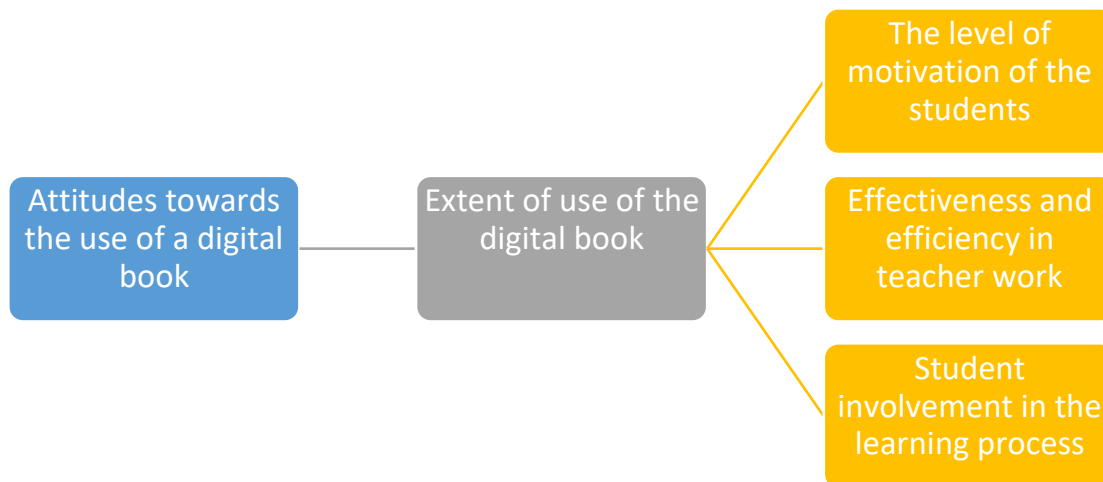 Attitudes towards
the use of a digital
book
Extent of use of the
digital book
The level of
motivation of the
students
Effectiveness and
efficiency in
teacher work
Student
involvement in the
learning process